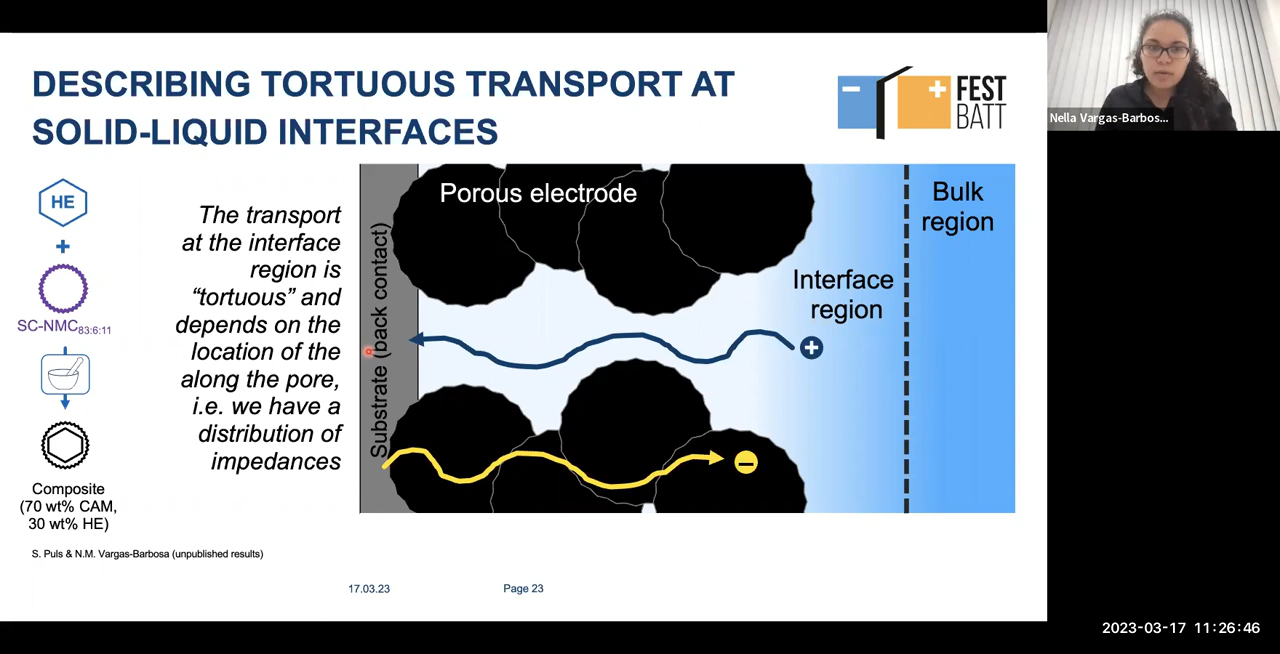 DESCRIBING TORTUOUS TRANSPORT AT
SOLID-LIQUID INTERFACES
FEST
BATT
Nella Vargas-Barbos...
HE
+
SC-NMC83:6:11
Composite
(70 wt% CAM,
30 wt% HE)
The transport
at the interface
region is
“tortuous” and
depends on the
location of the
along the pore,
i.e. we have a
distribution of
impedances
Substrate (back contact)
Porous electrode
Interface
region
Bulk
region
S. Puls & N.M. Vargas-Barbosa (unpublished results)
17.03.23
Page 23
2023-03-17 11:26:46